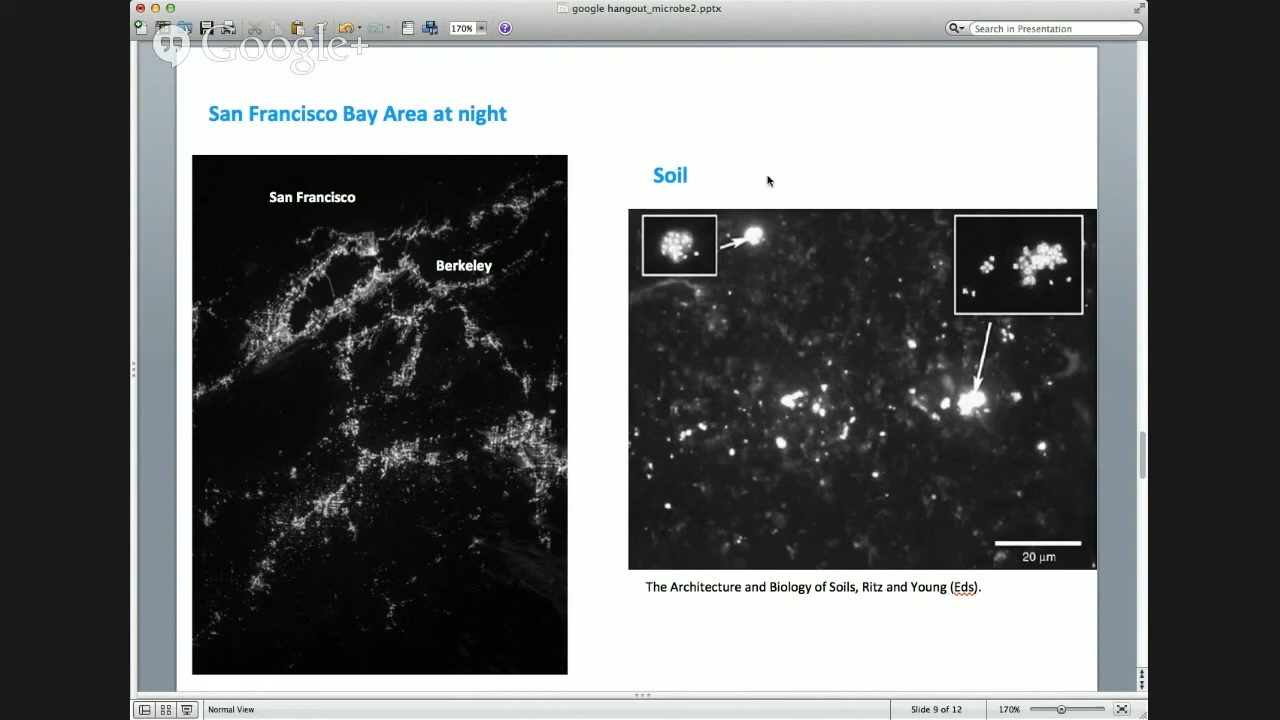 google hangout_microbe2.pptx
170%
Search in Presentation
Google+
San Francisco Bay Area at night
San Francisco
Berkeley
Soil
20 µm
The Architecture and Biology of Soils, Ritz and Young (Eds).
Normal View
Slide 9 of 12
170%